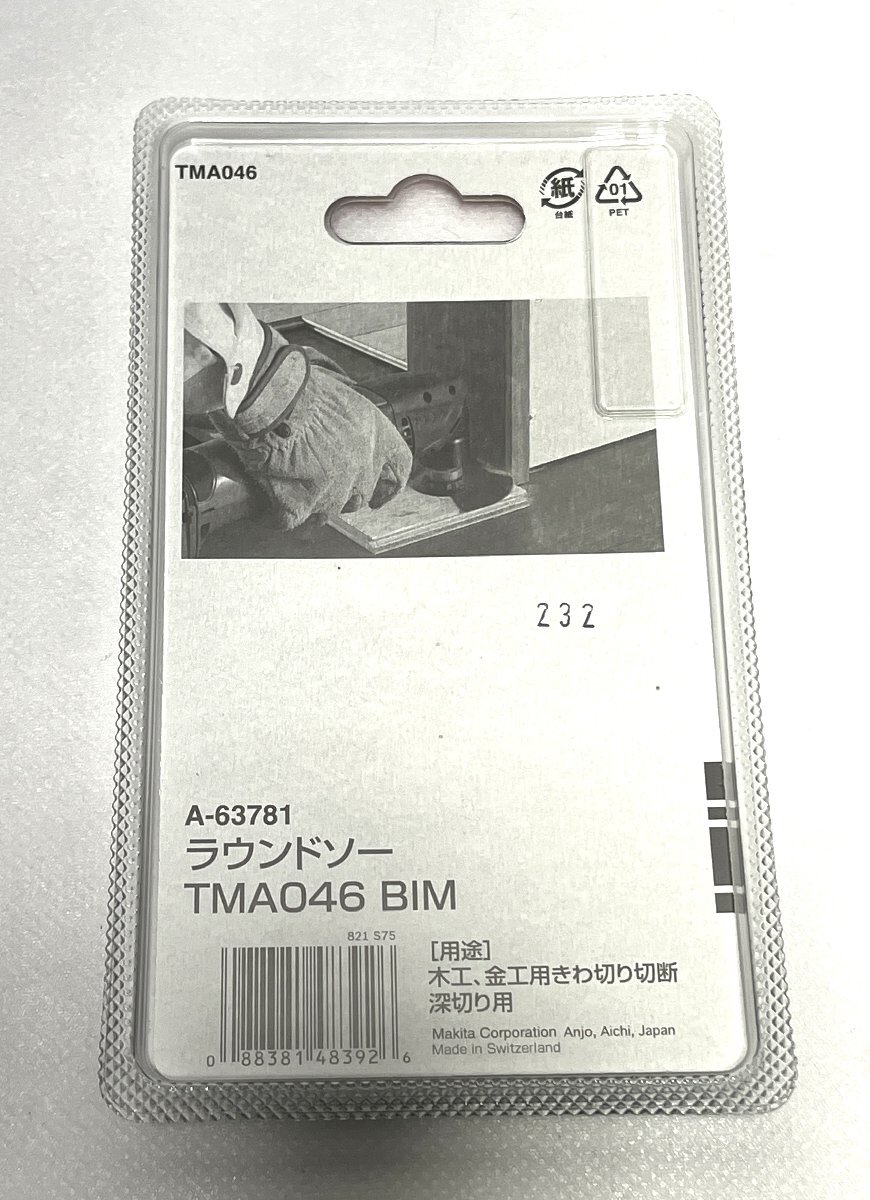 TMA046
紙
台紙
01
PET
232
A-63781
ラウンドソー
TMA046 BIM
821 S75
[用途]
木工、金工用きわ切り切断
深切り用
Makita Corporation Anjo, Aichi, Japan
Made in Switzerland
0 88381 48392 6